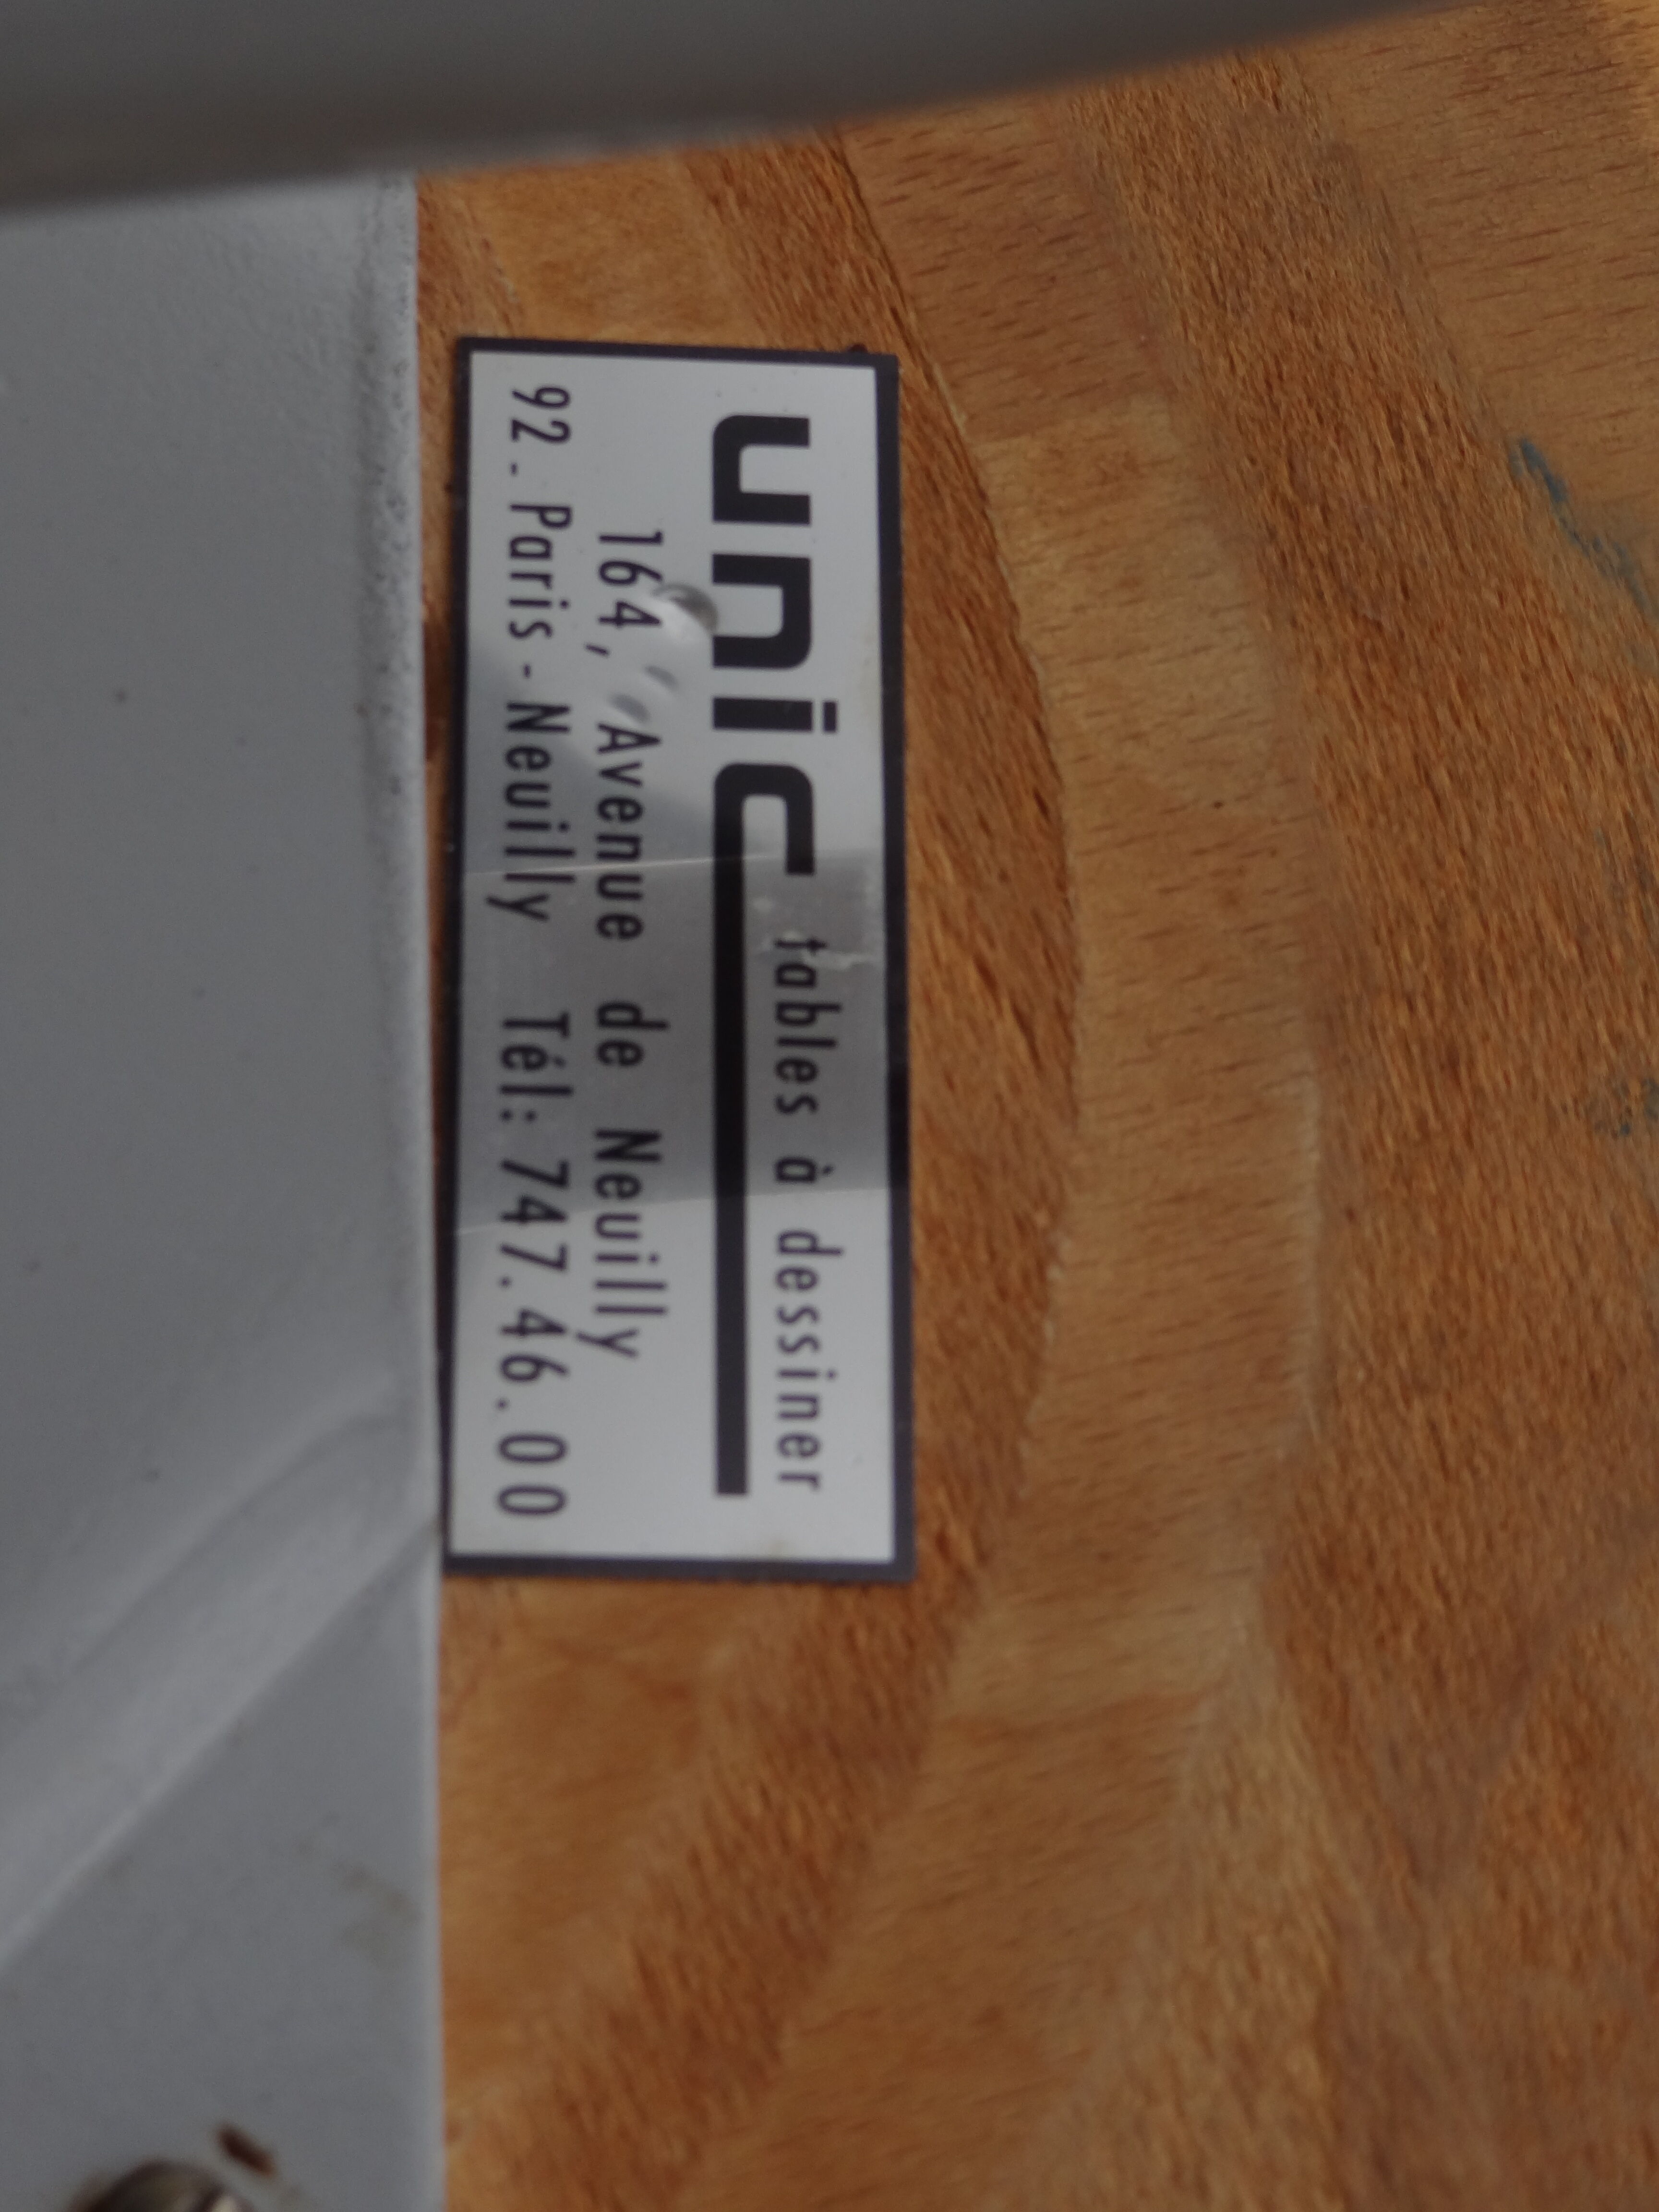 unic tables à dessiner
164, Avenue de Neuilly
92 - Paris - Neuilly Tél: 747.46.00